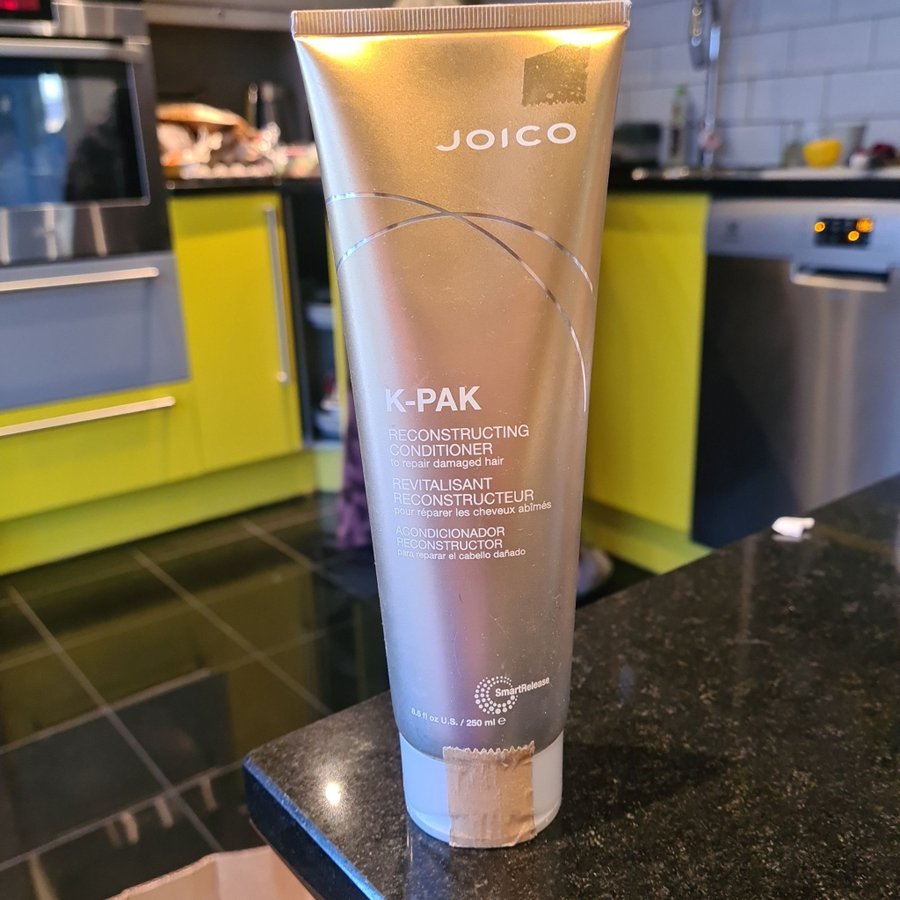 JOICO
K-PAK
RECONSTRUCTING
CONDITIONER
to repair damaged hair
REVITALISANT
RECONSTRUCTEUR
pour réparer les cheveux abîmés
ACONDICIONADOR
RECONSTRUCTOR
para reparar el cabello dañado
SmartRelease
8.5 fl oz U.S. / 250 ml e